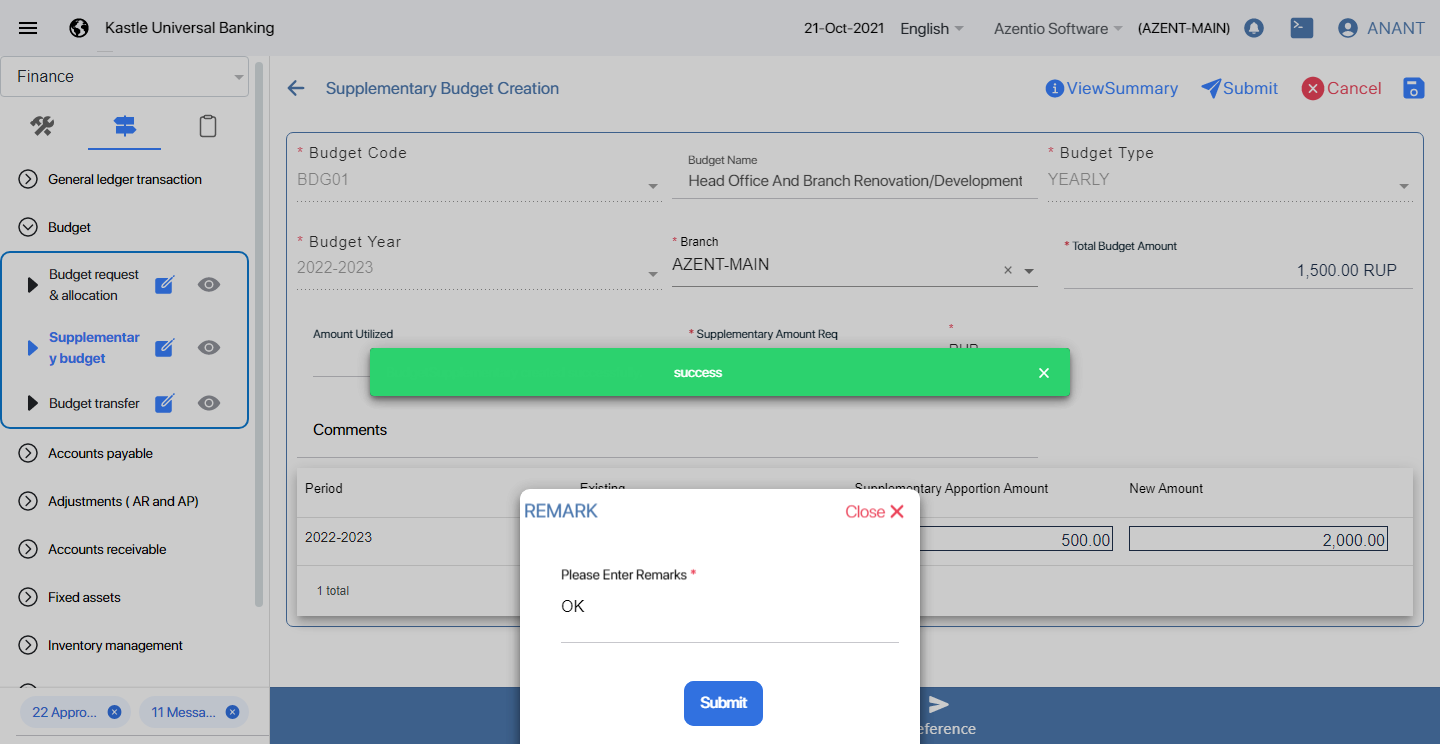 Kastle Universal Banking
21-Oct-2021
English
Azentio Software
(AZENT-MAIN)
ANANT
Finance
General ledger transaction
Budget
Budget request
& allocation
Supplementar
y budget
Budget transfer
Accounts payable
Adjustments ( AR and AP)
Accounts receivable
Fixed assets
Inventory management
22 Appro...
11 Messa...
Supplementary Budget Creation
ViewSummary
Submit
Cancel
* Budget Code
BDG01
Budget Name
Head Office And Branch Renovation/Development
* Budget Type
YEARLY
* Budget Year
2022-2023
* Branch
AZENT-MAIN
* Total Budget Amount
1,500.00 RUP
Amount Utilized
* Supplementary Amount Req
*
RUP
success
Comments
Period
Existing
Supplementary Apportion Amount
New Amount
2022-2023
500.00
2,000.00
1 total
REMARK
Close
Please Enter Remarks *
OK
Submit
eference